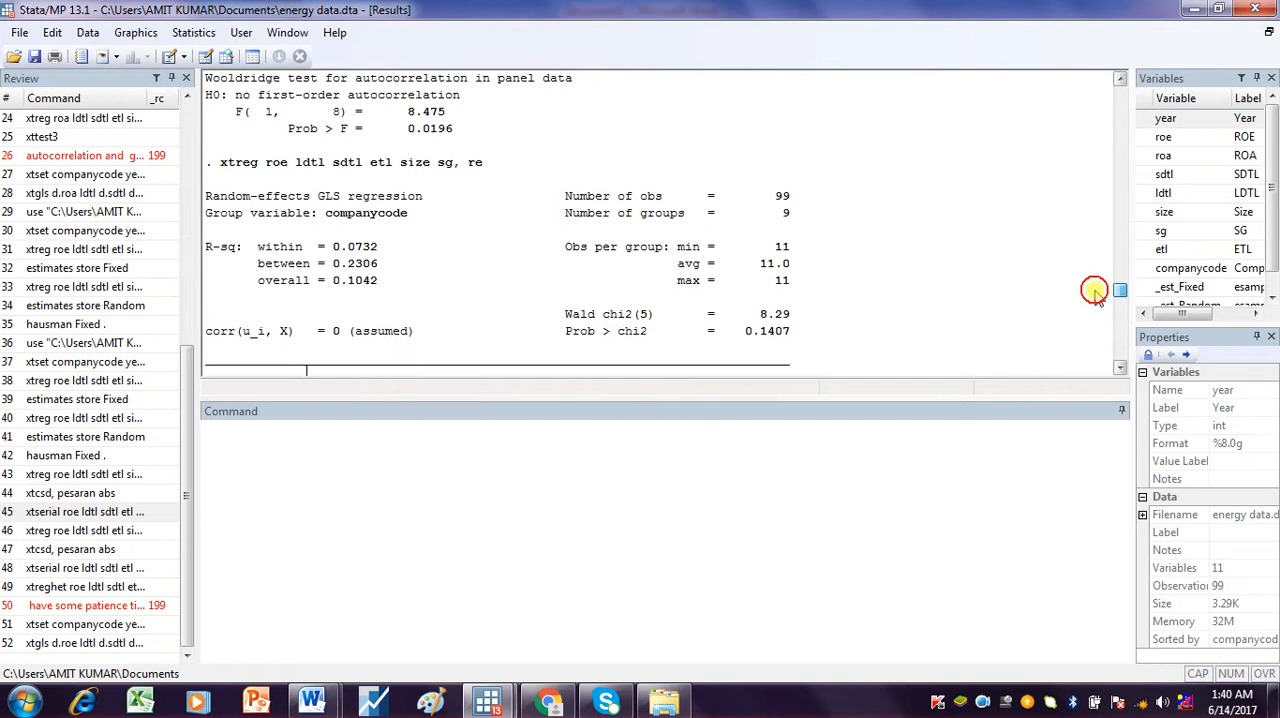 Stata/MP 13.1 - C:\Users\AMIT KUMAR\Documents\energy data.dta - [Results]
File Edit Data Graphics Statistics User Window Help
Review
# Command _rc
24 xtreg roe ldtl sdtl etl si...
25 xttest3
26 autocorrelation and g... 199
27 xtset companycode ye...
28 xtgls d.roa ldtl d.sdtl d...
29 use "C:\Users\AMIT K...
30 xtset companycode ye...
31 xtreg roe ldtl sdtl etl si...
32 estimates store Fixed
33 xtreg roe ldtl sdtl etl si...
34 estimates store Random
35 hausman Fixed .
36 use "C:\Users\AMIT K...
37 xtset companycode ye...
38 xtreg roe ldtl sdtl etl si...
39 estimates store Fixed
40 xtreg roe ldtl sdtl etl si...
41 estimates store Random
42 hausman Fixed .
43 xtreg roe ldtl sdtl etl si...
44 xtcsd, pesaran abs
45 xtserial roe ldtl sdtl etl ...
46 xtreg roe ldtl sdtl etl si...
47 xtcsd, pesaran abs
48 xtserial roe ldtl sdtl etl ...
49 xtreghet roe ldtl sdtl et...
50 have some patience ti... 199
51 xtset companycode ye...
52 xtgls d.roe ldtl d.sdtl d...
Wooldridge test for autocorrelation in panel data
H0: no first-order autocorrelation
F( 1, 8) = 8.475
Prob > F = 0.0196
. xtreg roe ldtl sdtl etl size sg, re
Random-effects GLS regression Number of obs = 99
Group variable: companycode Number of groups = 9
R-sq: within = 0.0732 Obs per group: min = 11
between = 0.2306 avg = 11.0
overall = 0.1042 max = 11
Wald chi2(5) = 8.29
corr(u_i, X) = 0 (assumed) Prob > chi2 = 0.1407
Command
Variables
Variable Label
year Year
roe ROE
roa ROA
sdtl SDTL
ldtl LDTL
size Size
sg SG
etl ETL
companycode Comp
_est_Fixed esamp
_est_Random esamp
Properties
Variables
Name year
Label Year
Type int
Format %8.0g
Value Label
Notes
Data
Filename energy data.d
Label
Notes
Variables 11
Observation 99
Size 3.29K
Memory 32M
Sorted by companycod
C:\Users\AMIT KUMAR\Documents CAP NUM OVR
1:40 AM
6/14/2017